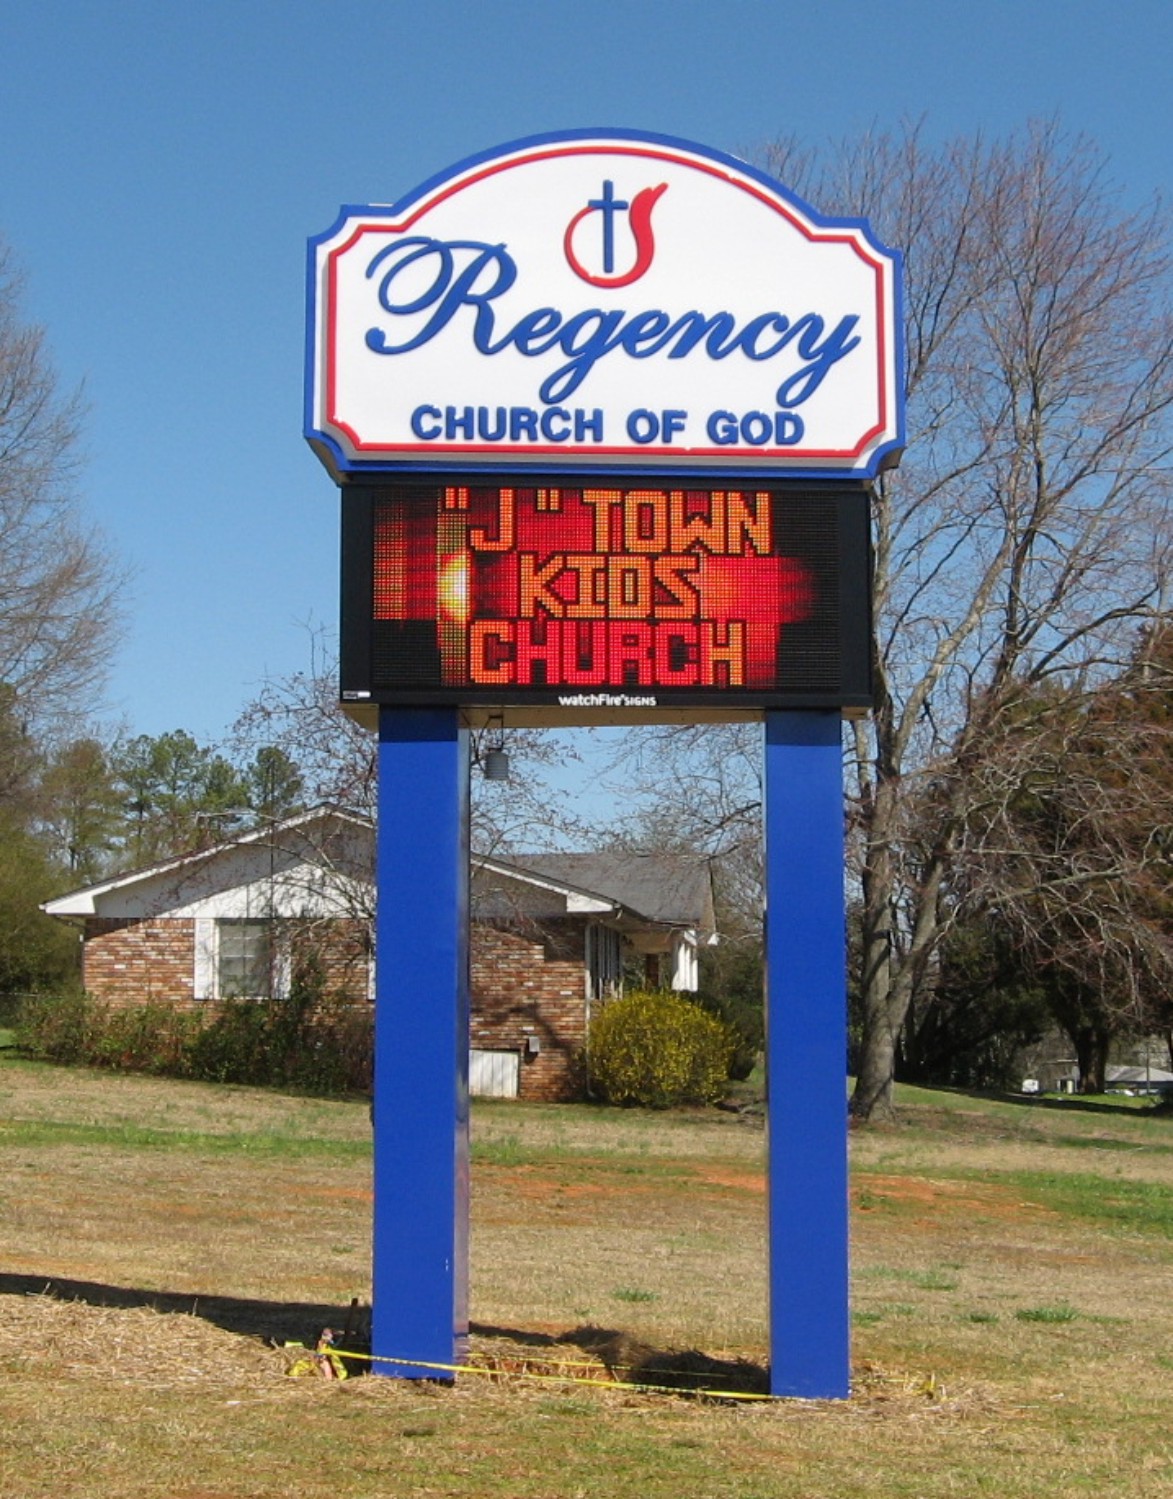 Regency
CHURCH OF GOD
"J" TOWN
KIDS
CHURCH
watchFire SIGNS